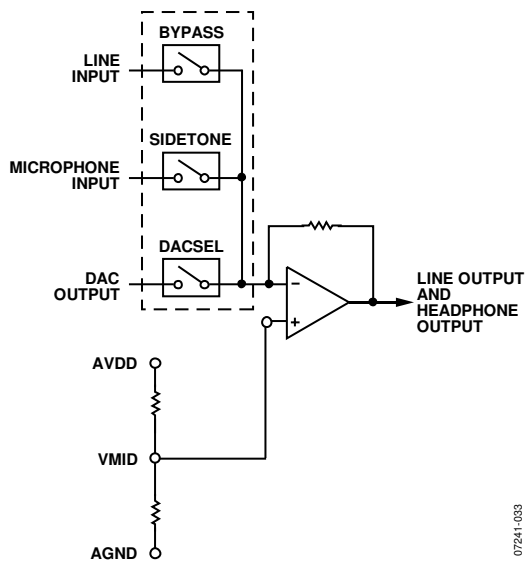 BYPASS
LINE
INPUT
SIDETONE
MICROPHONE
INPUT
DACSEL
DAC
OUTPUT
−
+
LINE OUTPUT
AND
HEADPHONE
OUTPUT
AVDD
VMID
AGND
07241-033